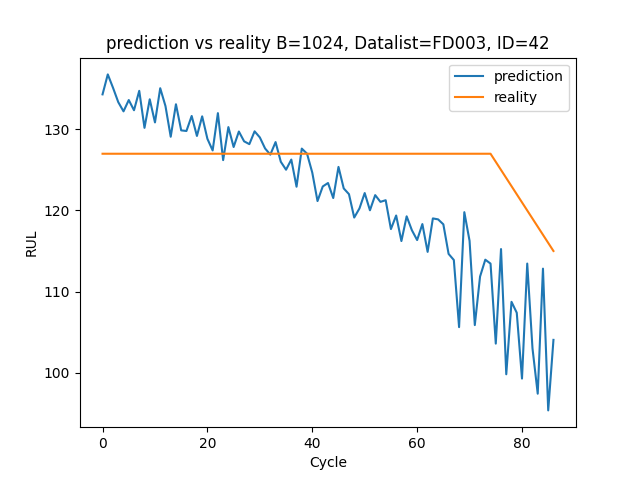 prediction vs reality B=1024, Datalist=FD003, ID=42
prediction
reality
130
120
110
100
RUL
0 20 40 60 80
Cycle